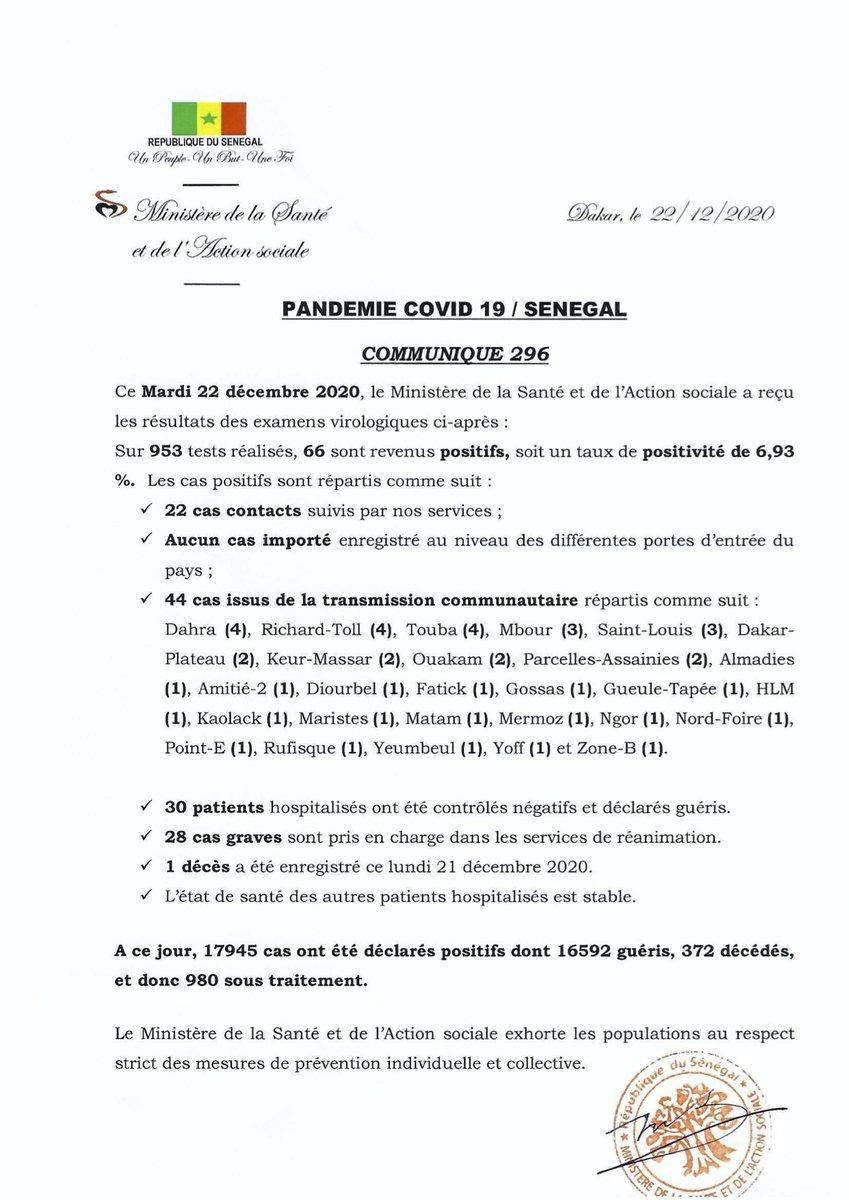 REPUBLIQUE DU SENEGAL
Un Peuple-Un But-Une Foi
Ministère de la Santé
et de l'Action sociale
Dakar, le 22/12/2020
PANDEMIE COVID 19 / SENEGAL
COMMUNIQUE 296
Ce Mardi 22 décembre 2020, le Ministère de la Santé et de l'Action sociale a reçu
les résultats des examens virologiques ci-après :
Sur 953 tests réalisés, 66 sont revenus positifs, soit un taux de positivité de 6,93
%. Les cas positifs sont répartis comme suit :
✓ 22 cas contacts suivis par nos services ;
✓ Aucun cas importé enregistré au niveau des différentes portes d'entrée du
pays ;
✓ 44 cas issus de la transmission communautaire répartis comme suit :
Dahra (4), Richard-Toll (4), Touba (4), Mbour (3), Saint-Louis (3), Dakar-
Plateau (2), Keur-Massar (2), Ouakam (2), Parcelles-Assainies (2), Almadies
(1), Amitié-2 (1), Diourbel (1), Fatick (1), Gossas (1), Gueule-Tapée (1), HLM
(1), Kaolack (1), Maristes (1), Matam (1), Mermoz (1), Ngor (1), Nord-Foire (1),
Point-E (1), Rufisque (1), Yeumbeul (1), Yoff (1) et Zone-B (1).
✓ 30 patients hospitalisés ont été contrôlés négatifs et déclarés guéris.
✓ 28 cas graves sont pris en charge dans les services de réanimation.
✓ 1 décès a été enregistré ce lundi 21 décembre 2020.
✓ L'état de santé des autres patients hospitalisés est stable.
A ce jour, 17945 cas ont été déclarés positifs dont 16592 guéris, 372 décédés,
et donc 980 sous traitement.
Le Ministère de la Santé et de l'Action sociale exhorte les populations au respect
strict des mesures de prévention individuelle et collective.
République du Sénégal
MINISTERE DE LA SANTE ET DE L'ACTION SOCIALE